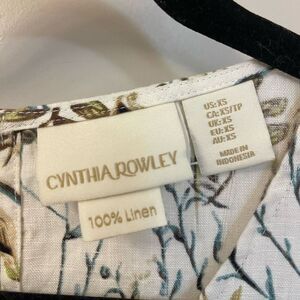 CYNTHIA ROWLEY
100% Linen
US:XS
CA:XS/TP
UK:XS
EU:XS
AU:XS
MADE IN
INDONESIA